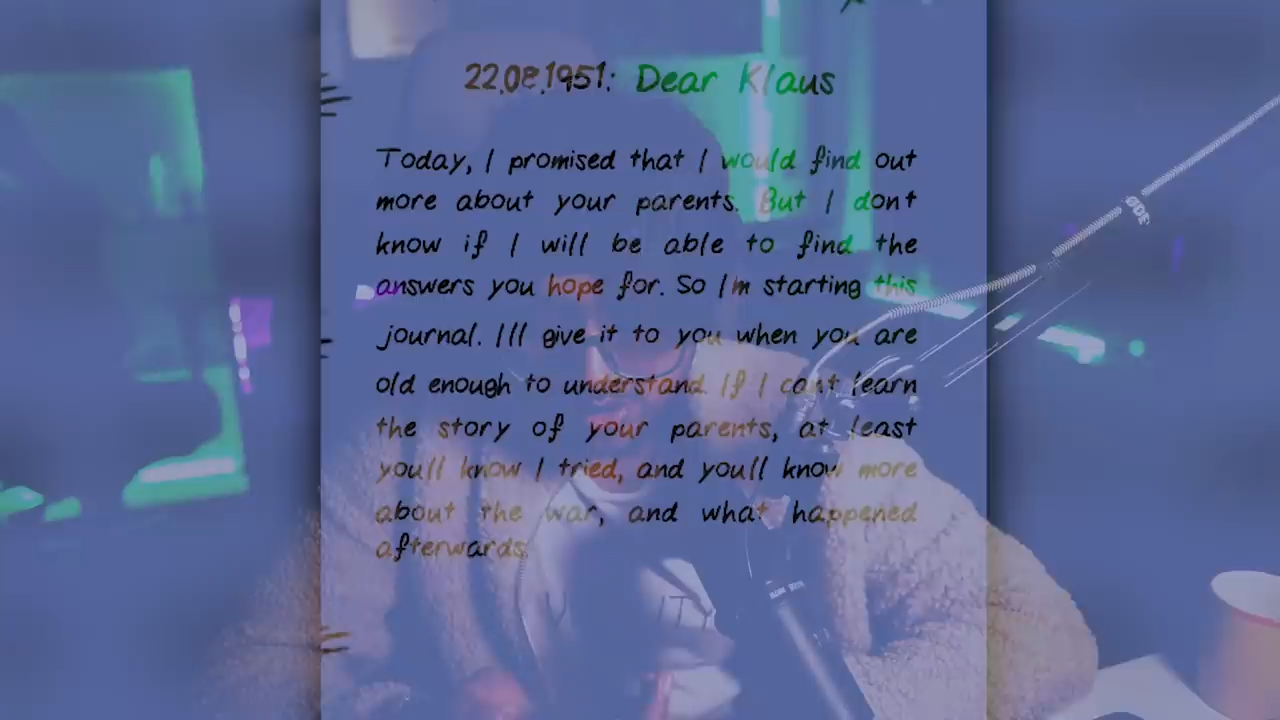 22.08.1951: Dear Klaus
Today, I promised that I would find out
more about your parents. But I don't
know if I will be able to find the
answers you hope for. So I'm starting this
journal. I'll give it to you when you are
old enough to understand. If I can't learn
the story of your parents, at least
you'll know I tried, and you'll know more
about the war, and what happened
afterwards.